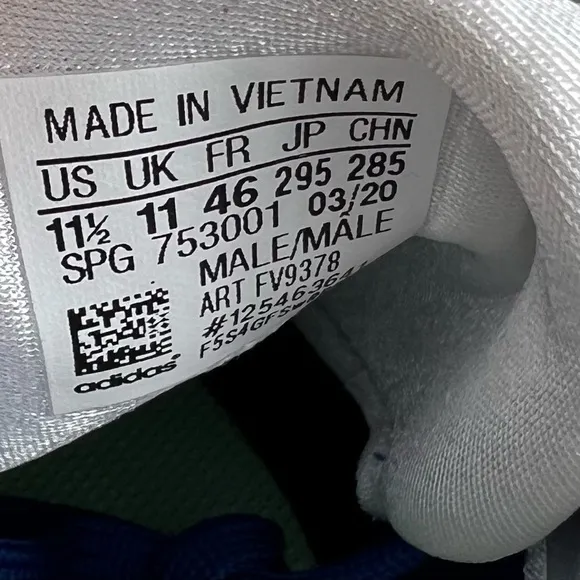 MADE IN VIETNAM
US UK FR JP CHN
11½ 11 46 295 285
SPG 753001 03/20
MALE/MÂLE
ART FV9378
adidas